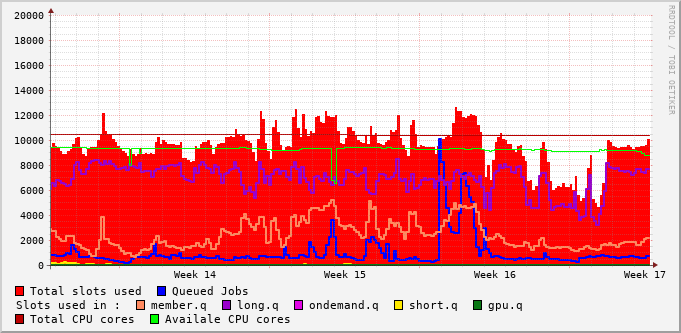 RRDTOOL / TOBI OETIKER
20000
18000
16000
14000
12000
10000
8000
6000
4000
2000
0
Week 14 Week 15 Week 16 Week 17
Total slots used Queued Jobs
Slots used in : member.q long.q ondemand.q short.q gpu.q
Total CPU cores Availale CPU cores